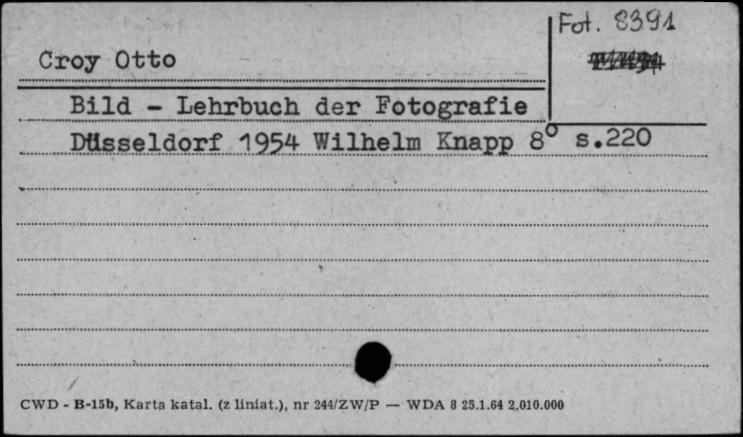 Fot. 8391
Croy Otto
Bild - Lehrbuch der Fotografie
Düsseldorf 1954 Wilhelm Knapp 8° s.220
CWD - B-15b, Karta katal. (z liniat.), nr 244/ZW/P — WDA 8 25.1.64 2.010.000